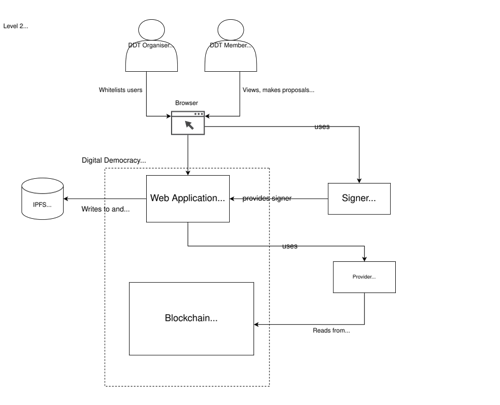 Level 2...
DDT Organiser...
DDT Member...
Whitelists users
Views, makes proposals...
Browser
uses
Digital Democracy...
IPFS...
Writes to and...
Web Application...
provides signer
Signer...
uses
Provider...
Blockchain...
Reads from...